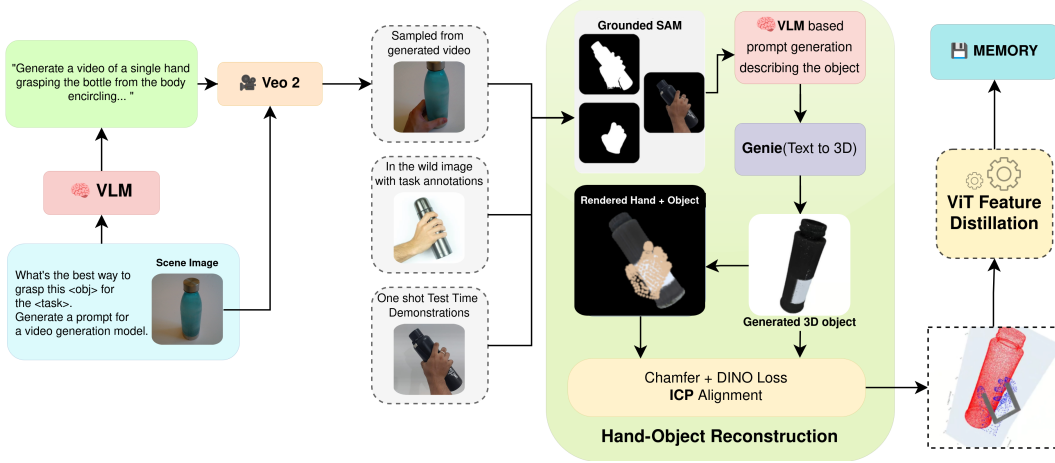 "Generate a video of a single hand
grasping the bottle from the body
encircling... "
VLM
What's the best way to
grasp this <obj> for
the <task>.
Generate a prompt for
a video generation model.
Scene Image
Veo 2
Sampled from
generated video
In the wild image
with task annotations
One shot Test Time
Demonstrations
Grounded SAM
VLM based
prompt generation
describing the object
Genie(Text to 3D)
Rendered Hand + Object
Generated 3D object
Chamfer + DINO Loss
ICP Alignment
Hand-Object Reconstruction
MEMORY
ViT Feature
Distillation